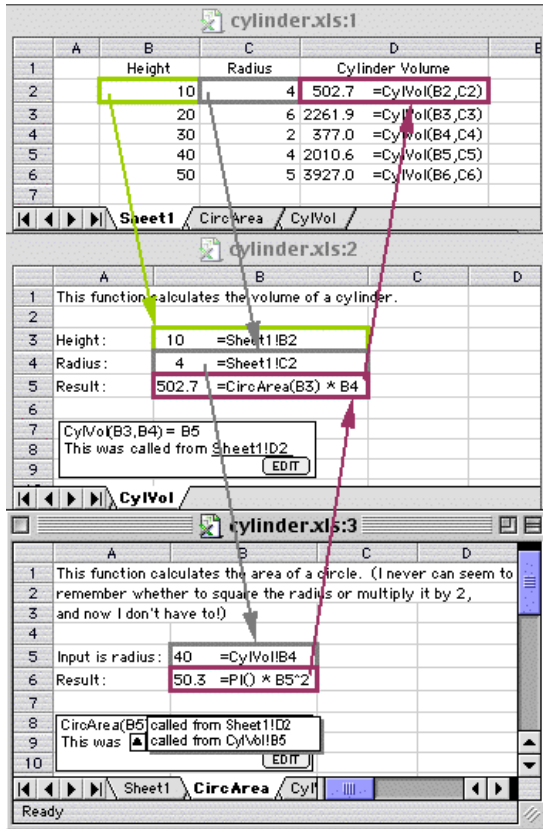 cylinder.xls:1
A B C D E
1 Height Radius Cylinder Volume
2 10 4 502.7 =CylVol(B2,C2)
3 20 6 2261.9 =CylVol(B3,C3)
4 30 2 377.0 =CylVol(B4,C4)
5 40 4 2010.6 =CylVol(B5,C5)
6 50 5 3927.0 =CylVol(B6,C6)
7
Sheet1 CircArea CylVol
cylinder.xls:2
A B C D
1 This function calculates the volume of a cylinder.
2
3 Height: 10 =Sheet1!B2
4 Radius: 4 =Sheet1!C2
5 Result: 502.7 =CircArea(B3) * B4
6
7 CylVol(B3,B4) = B5
8 This was called from Sheet1!D2
9 EDIT
CylVol
cylinder.xls:3
A B C D
1 This function calculates the area of a circle. (I never can seem to
2 remember whether to square the radius or multiply it by 2,
3 and now I don't have to!)
4
5 Input is radius: 40 =CylVol!B4
6 Result: 50.3 =PI() * B5^2
7
8 CircArea(B5 called from Sheet1!D2
9 This was called from CylVol!B5
10 EDIT
Sheet1 CircArea Cyl
Ready